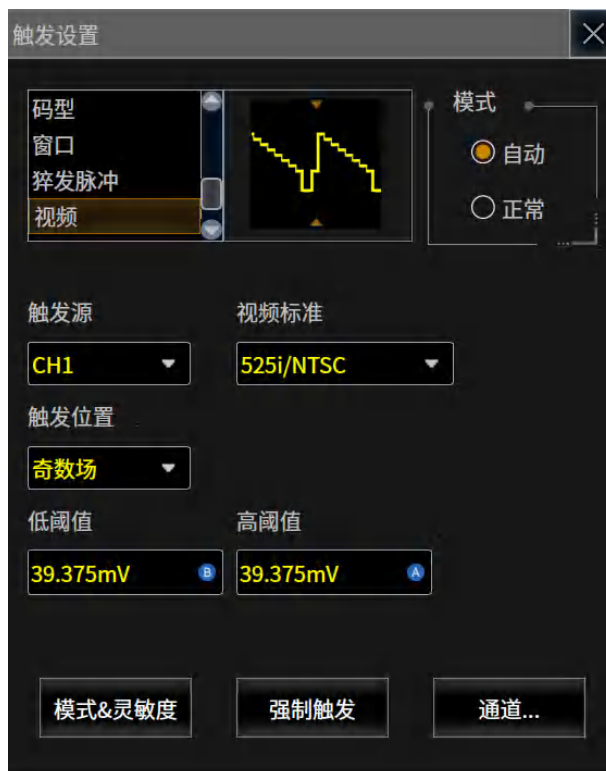 触发设置
码型
窗口
猝发脉冲
视频
模式
自动
正常
触发源
视频标准
CH1
525i/NTSC
触发位置
奇数场
低阈值
高阈值
39.375mV
B
39.375mV
A
模式&灵敏度
强制触发
通道...